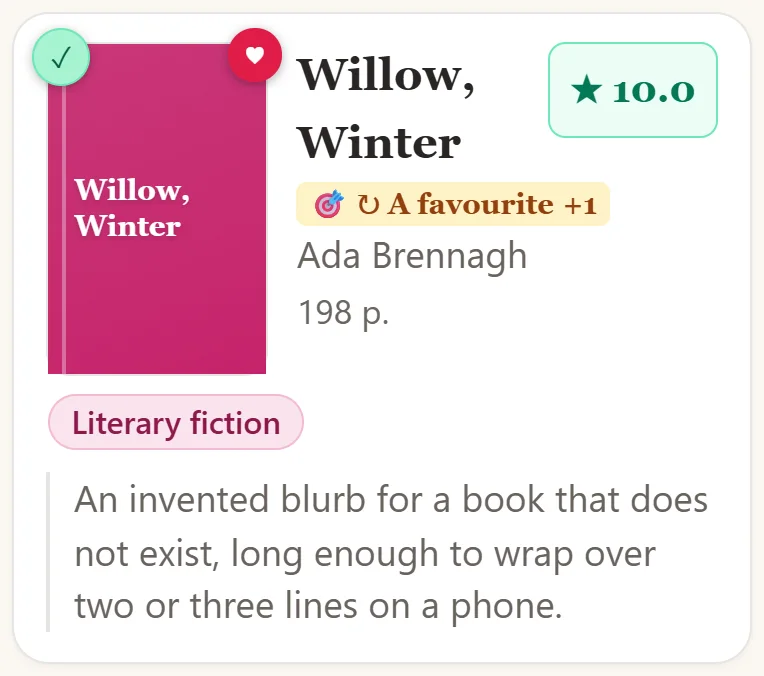 ✓
Willow,
Winter
Willow,
Winter
★ 10.0
🎯 ↻ A favourite +1
Ada Brennagh
198 p.
Literary fiction
An invented blurb for a book that does
not exist, long enough to wrap over
two or three lines on a phone.